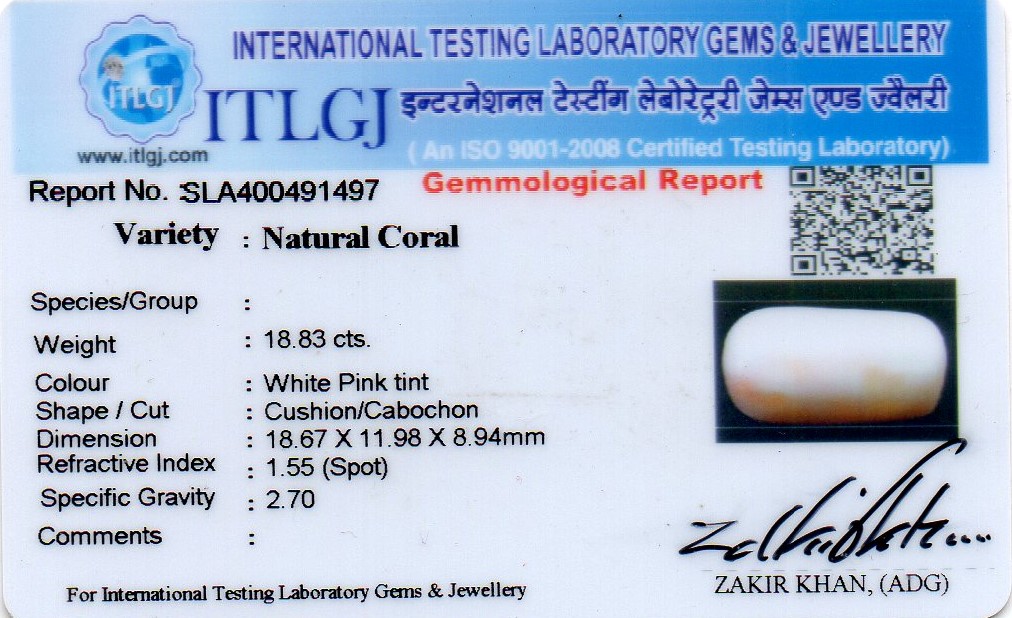 INTERNATIONAL TESTING LABORATORY GEMS & JEWELLERY
ITLGJ
ITLGJ
इन्टरनेशनल टेस्टींग लेबोरेट्ररी जेम्स एण्ड ज्वैलरी
www.itlgj.com
( An ISO 9001-2008 Certified Testing Laboratory)
Report No. :SLA400491497
Gemmological Report
Variety : Natural Coral
Species/Group :
Weight : 18.83 cts.
Colour : White Pink tint
Shape / Cut : Cushion/Cabochon
Dimension : 18.67 X 11.98 X 8.94mm
Refractive Index : 1.55 (Spot)
Specific Gravity : 2.70
Comments :
ZAKIR KHAN, (ADG)
For International Testing Laboratory Gems & Jewellery